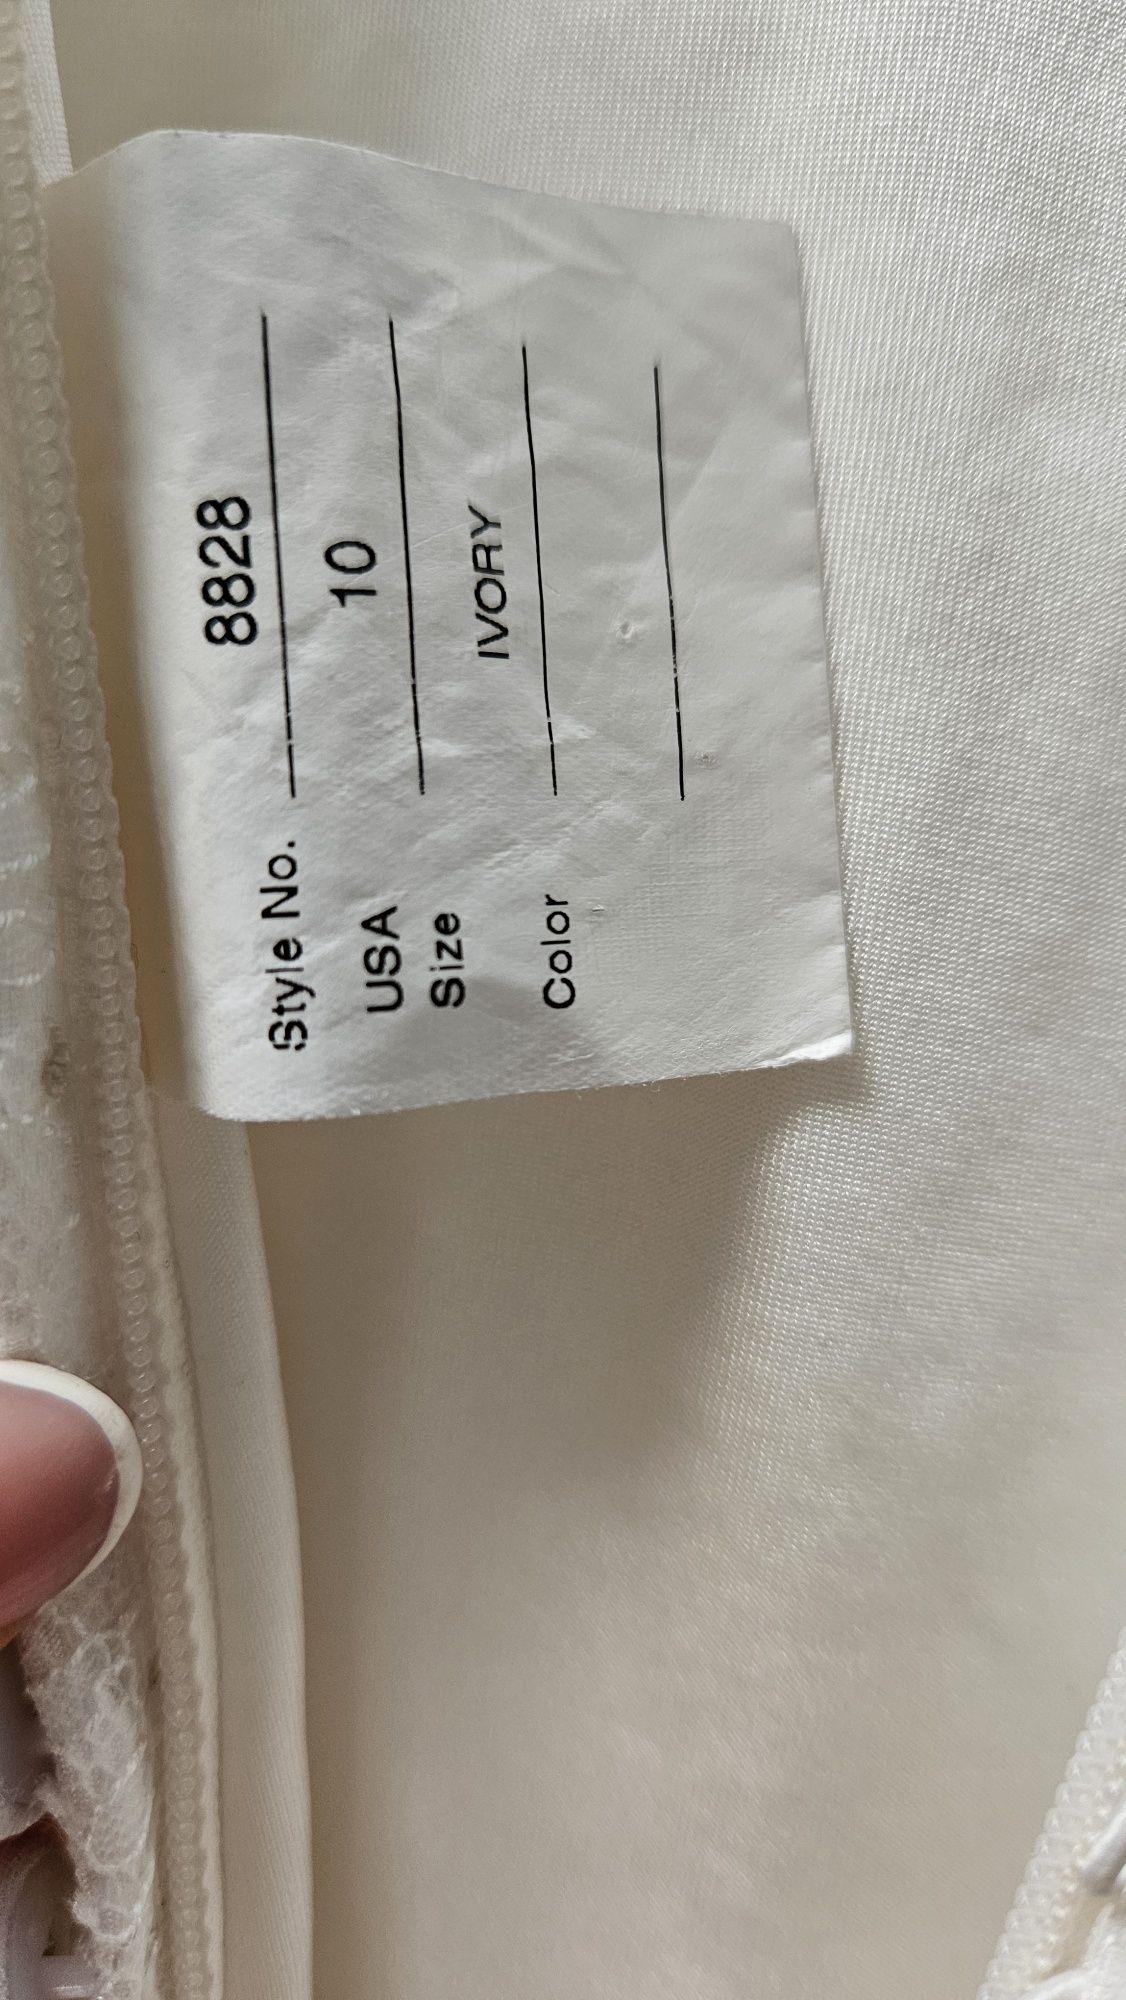 Style No. 8828
USA
Size 10
Color IVORY